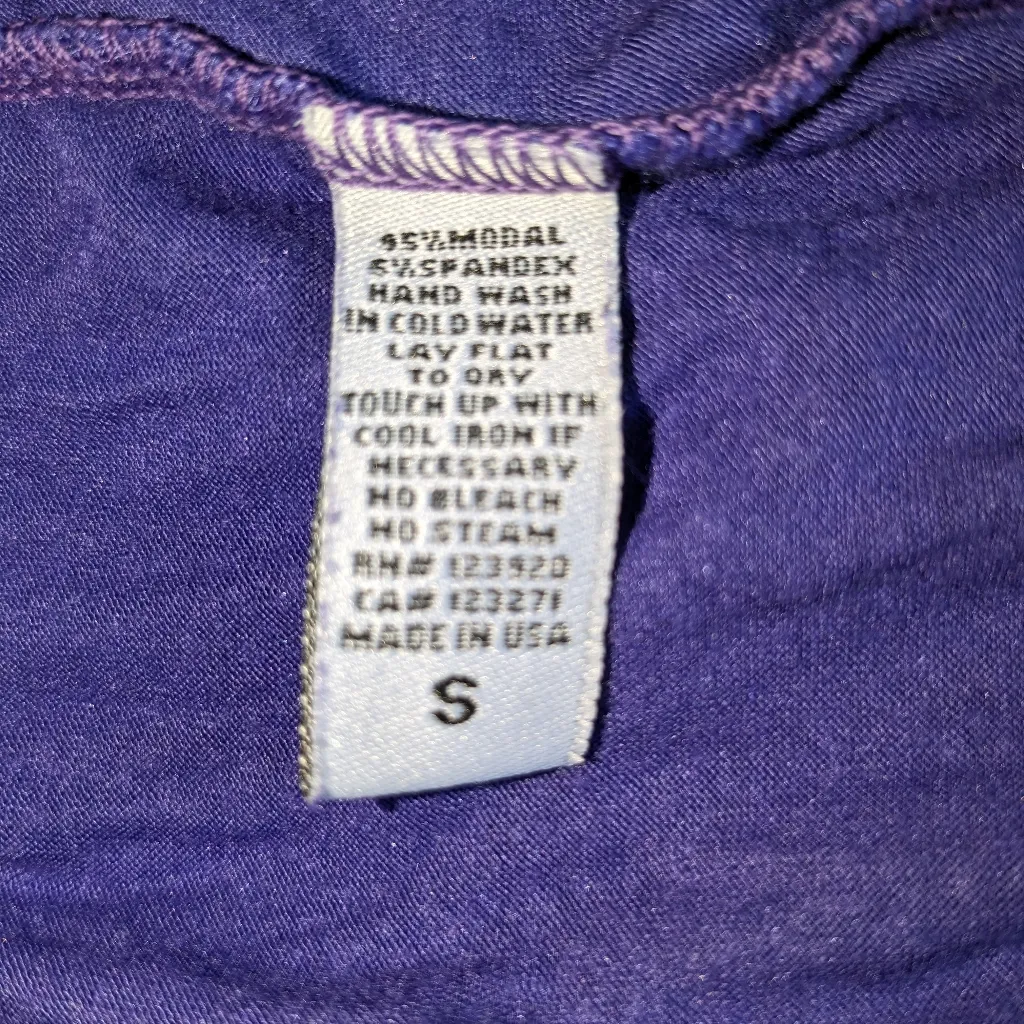 95%MODAL
5%SPANDEX
HAND WASH
IN COLD WATER
LAY FLAT
TO DRY
TOUCH UP WITH
COOL IRON IF
NECESSARY
NO BLEACH
NO STEAM
RN# 123920
CA# 123271
MADE IN USA
S